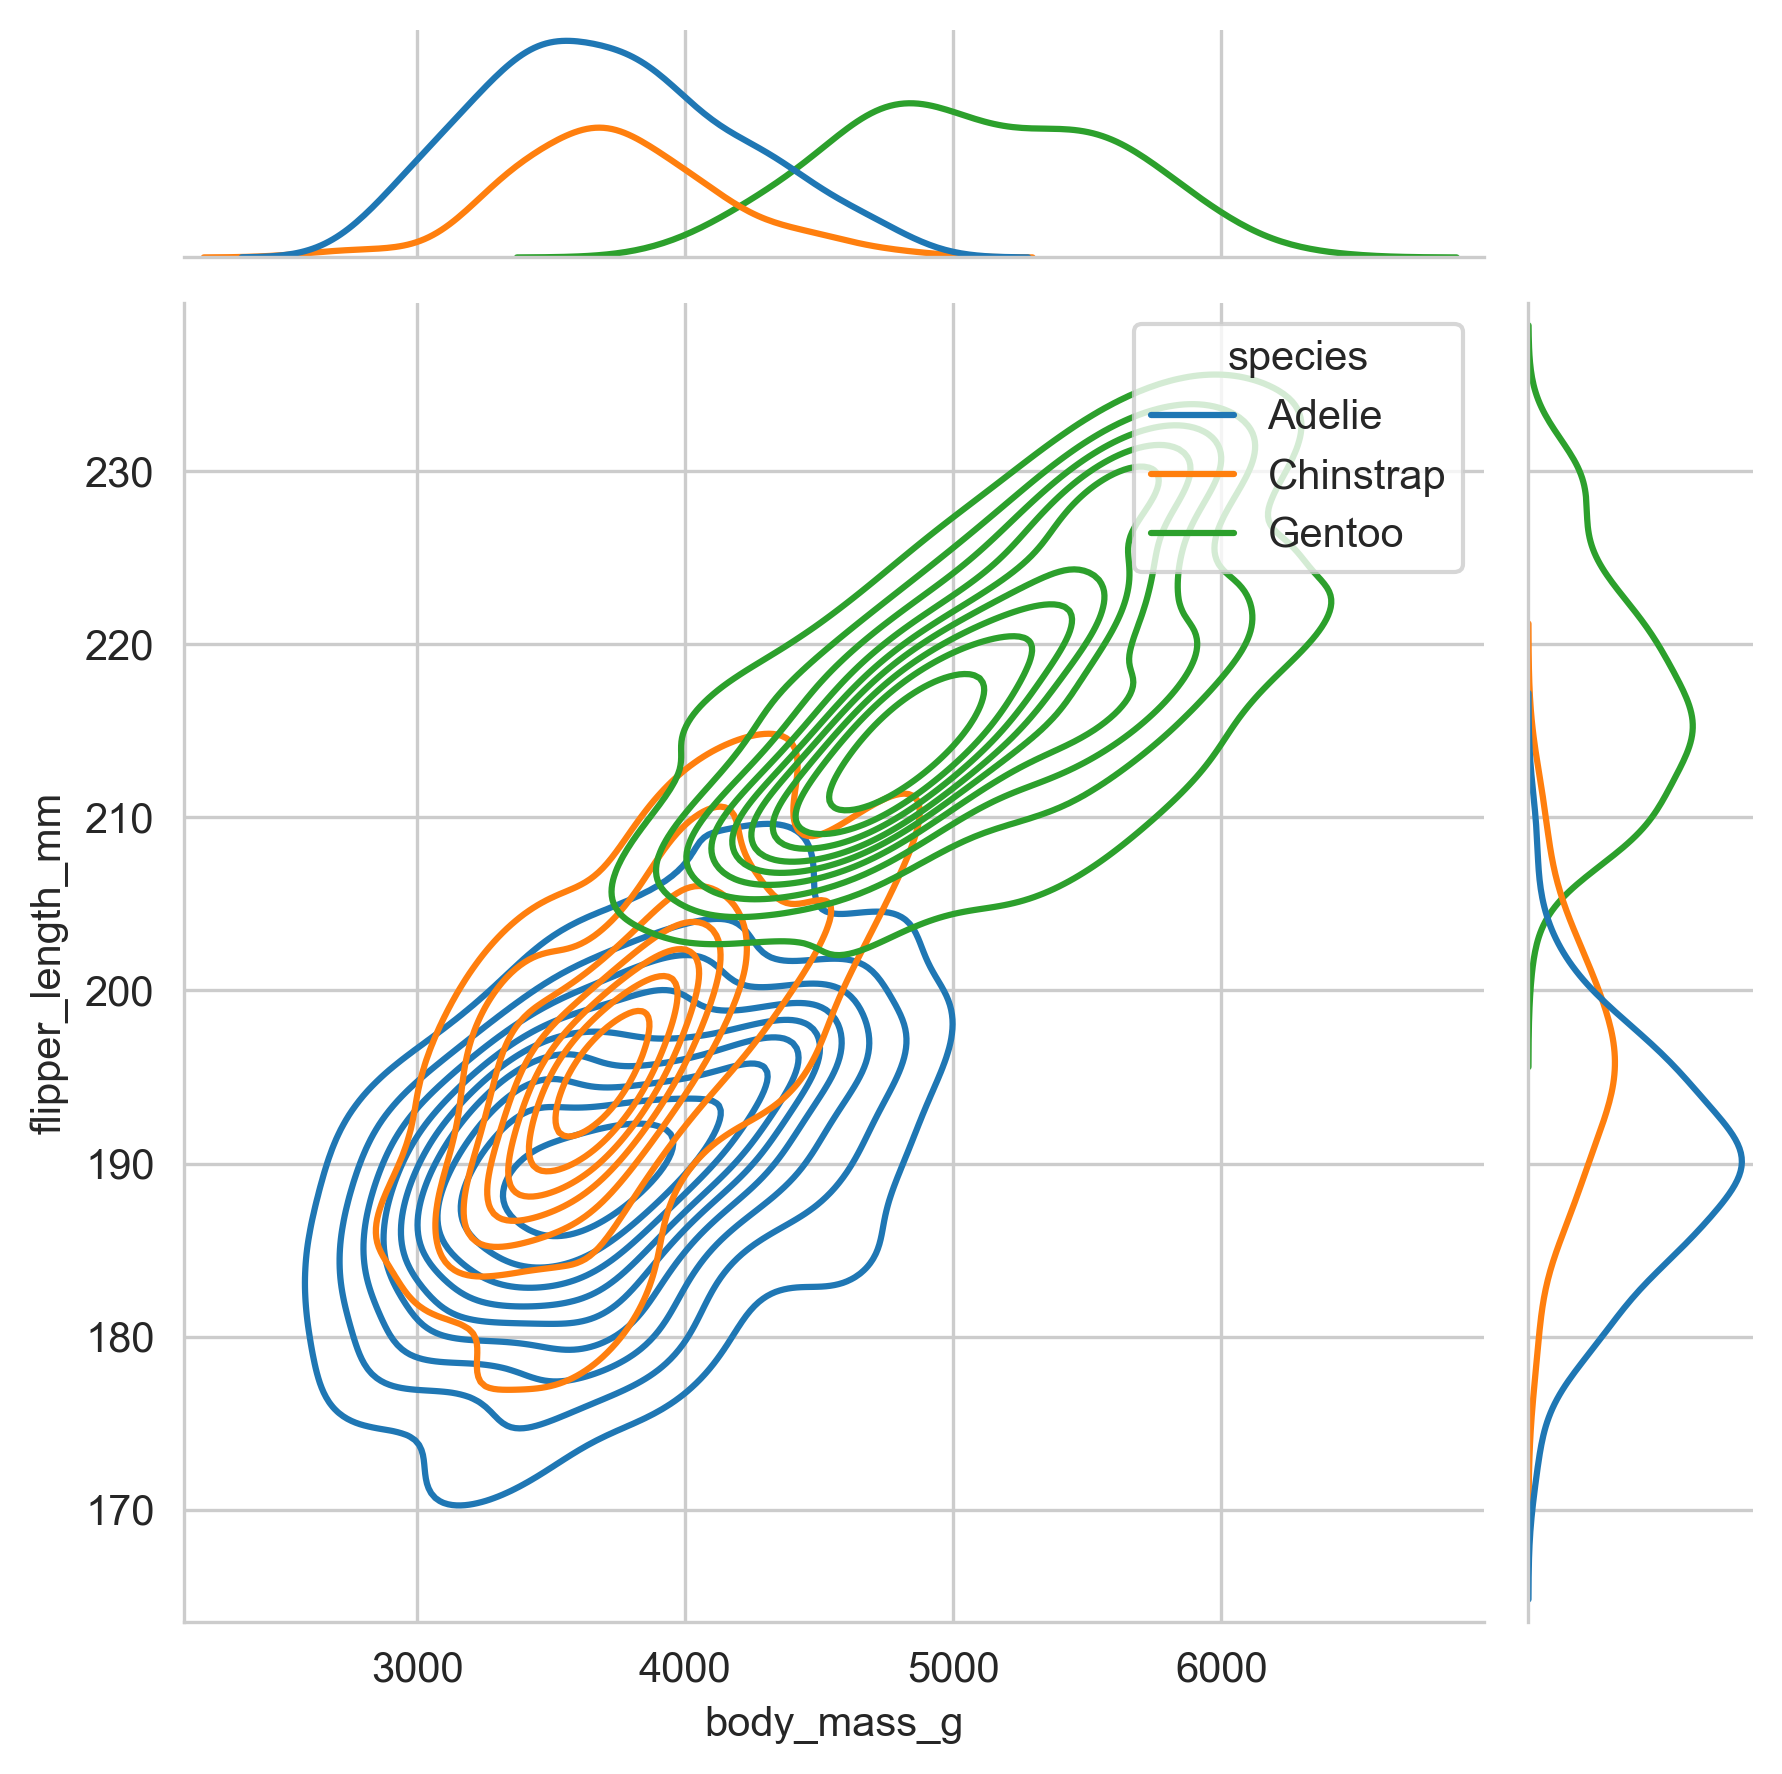 species
Adelie
Chinstrap
Gentoo
230
220
210
200
190
180
170
flipper_length_mm
3000 4000 5000 6000
body_mass_g